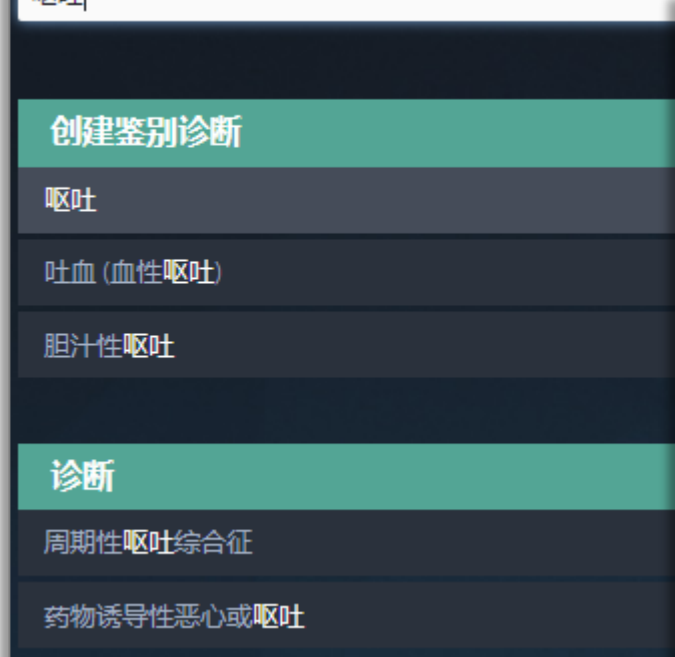 呕吐
创建鉴别诊断
呕吐
吐血 (血性呕吐)
胆汁性呕吐
诊断
周期性呕吐综合征
药物诱导性恶心或呕吐